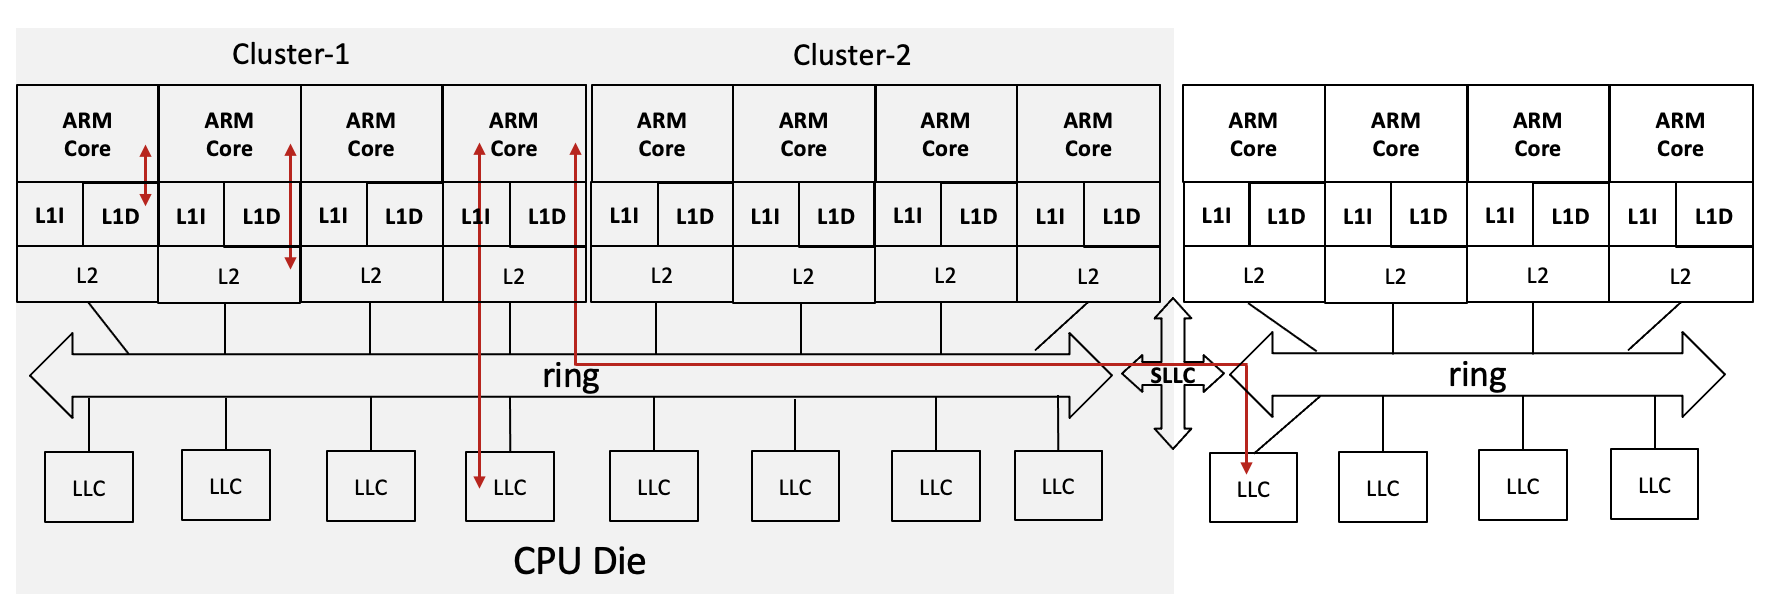 Cluster-1
Cluster-2
ARM Core
ARM Core
ARM Core
ARM Core
ARM Core
ARM Core
ARM Core
ARM Core
ARM Core
ARM Core
ARM Core
ARM Core
L1I L1D L1I L1D L1I L1D L1I L1D L1I L1D L1I L1D L1I L1D L1I L1D L1I L1D L1I L1D L1I L1D L1I L1D
L2 L2 L2 L2 L2 L2 L2 L2 L2 L2 L2 L2
ring
SLLC
ring
LLC LLC LLC LLC LLC LLC LLC LLC LLC LLC LLC LLC
CPU Die